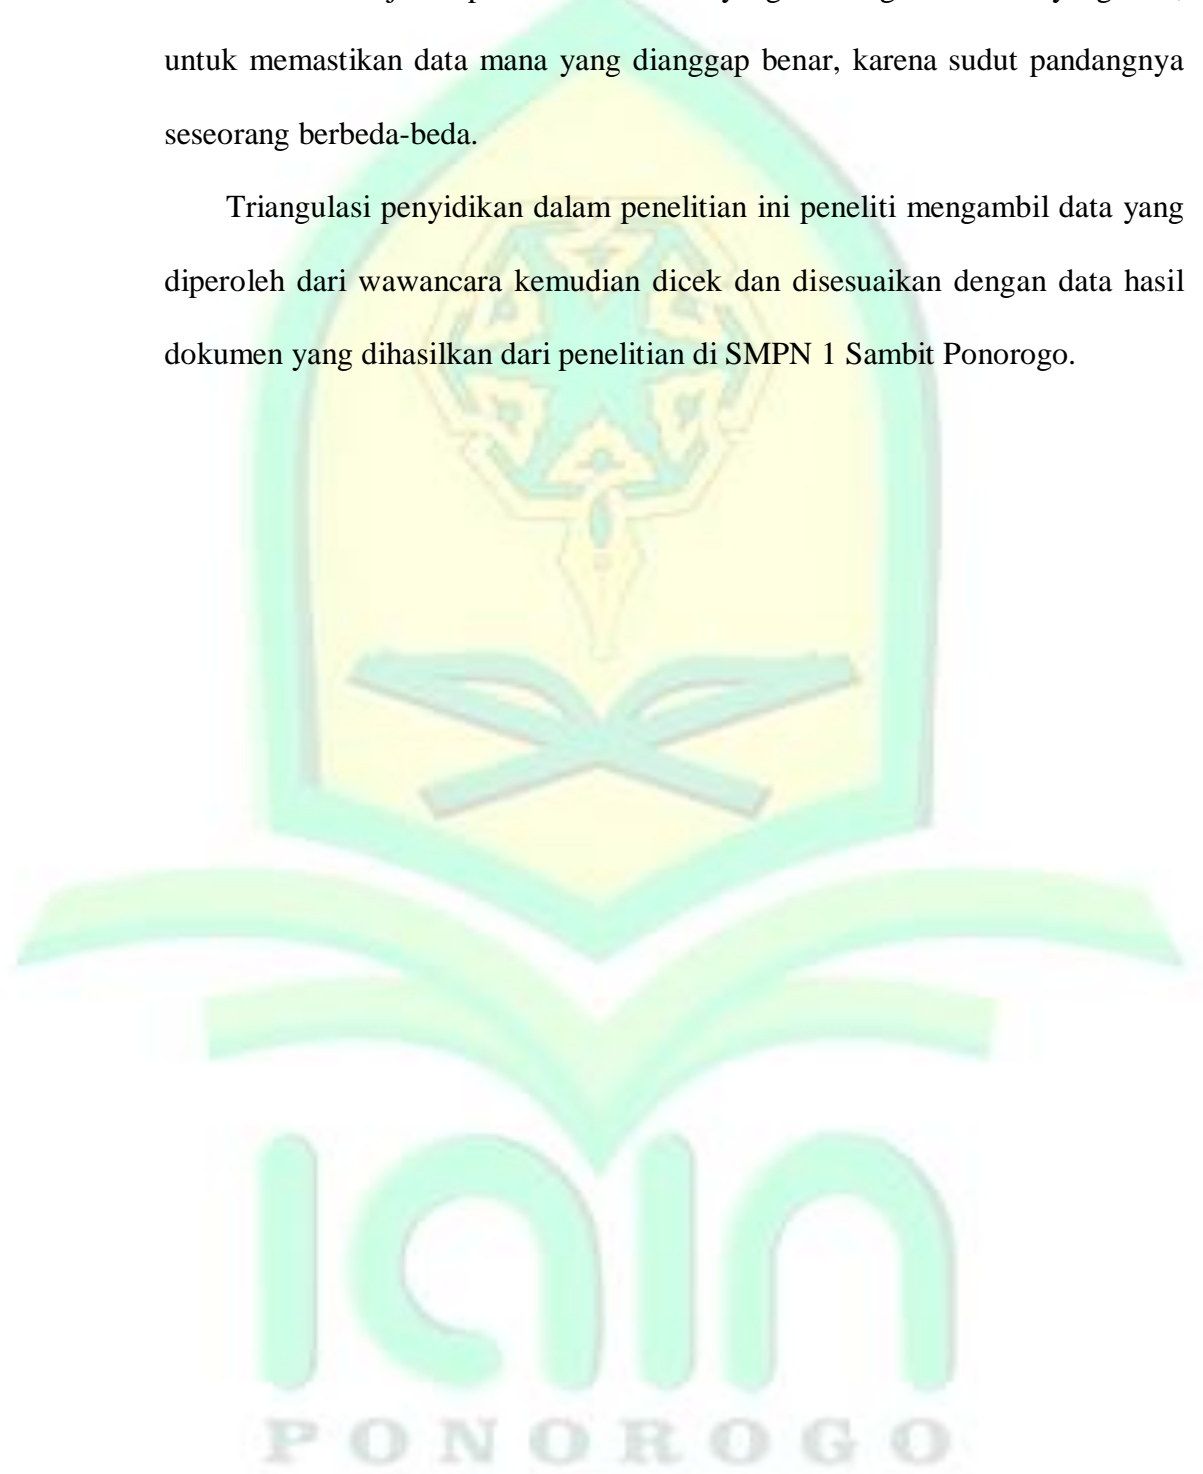 untuk memastikan data mana yang dianggap benar, karena sudut pandangnya
seseorang berbeda-beda.
Triangulasi penyidikan dalam penelitian ini peneliti mengambil data yang
diperoleh dari wawancara kemudian dicek dan disesuaikan dengan data hasil
dokumen yang dihasilkan dari penelitian di SMPN 1 Sambit Ponorogo.
iain
PONOROGO